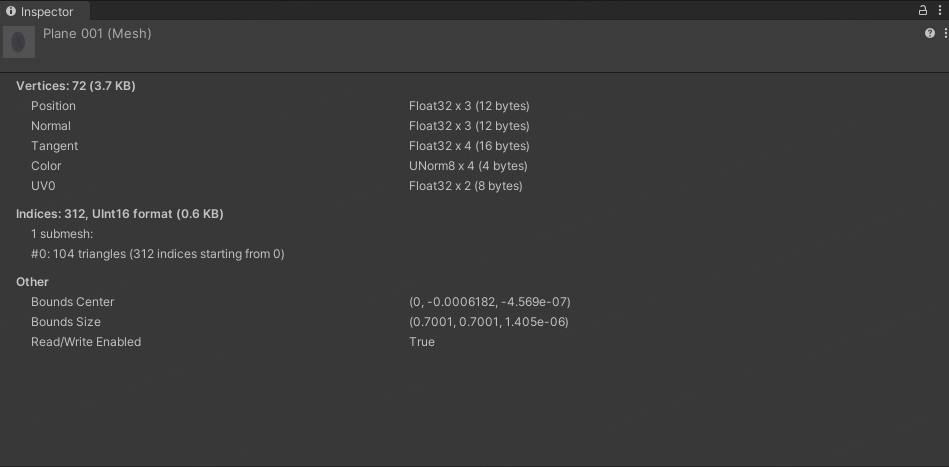 Inspector
Plane 001 (Mesh)
Vertices: 72 (3.7 KB)
Position Float32 x 3 (12 bytes)
Normal Float32 x 3 (12 bytes)
Tangent Float32 x 4 (16 bytes)
Color UNorm8 x 4 (4 bytes)
UV0 Float32 x 2 (8 bytes)
Indices: 312, UInt16 format (0.6 KB)
1 submesh:
#0: 104 triangles (312 indices starting from 0)
Other
Bounds Center (0, -0.0006182, -4.569e-07)
Bounds Size (0.7001, 0.7001, 1.405e-06)
Read/Write Enabled True